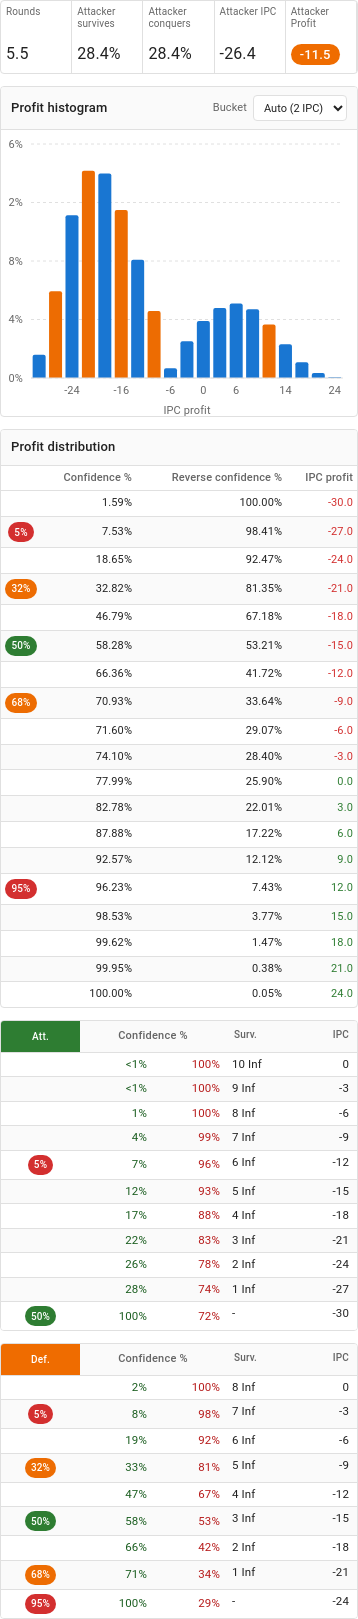 Rounds Attacker survives Attacker conquers Attacker IPC Attacker Profit
5.5 28.4% 28.4% -26.4 -11.5
Profit histogram Bucket Auto (2 IPC)
6%
2%
8%
4%
0%
-24 -16 -6 0 6 14 24
IPC profit
Profit distribution
Confidence % Reverse confidence % IPC profit
1.59% 100.00% -30.0
5% 7.53% 98.41% -27.0
18.65% 92.47% -24.0
32% 32.82% 81.35% -21.0
46.79% 67.18% -18.0
50% 58.28% 53.21% -15.0
66.36% 41.72% -12.0
68% 70.93% 33.64% -9.0
71.60% 29.07% -6.0
74.10% 28.40% -3.0
77.99% 25.90% 0.0
82.78% 22.01% 3.0
87.88% 17.22% 6.0
92.57% 12.12% 9.0
95% 96.23% 7.43% 12.0
98.53% 3.77% 15.0
99.62% 1.47% 18.0
99.95% 0.38% 21.0
100.00% 0.05% 24.0
Att. Confidence % Surv. IPC
<1% 100% 10 Inf 0
<1% 100% 9 Inf -3
1% 100% 8 Inf -6
4% 99% 7 Inf -9
5% 7% 96% 6 Inf -12
12% 93% 5 Inf -15
17% 88% 4 Inf -18
22% 83% 3 Inf -21
26% 78% 2 Inf -24
28% 74% 1 Inf -27
50% 100% 72% - -30
Def. Confidence % Surv. IPC
2% 100% 8 Inf 0
5% 8% 98% 7 Inf -3
19% 92% 6 Inf -6
32% 33% 81% 5 Inf -9
47% 67% 4 Inf -12
50% 58% 53% 3 Inf -15
66% 42% 2 Inf -18
68% 71% 34% 1 Inf -21
95% 100% 29% - -24